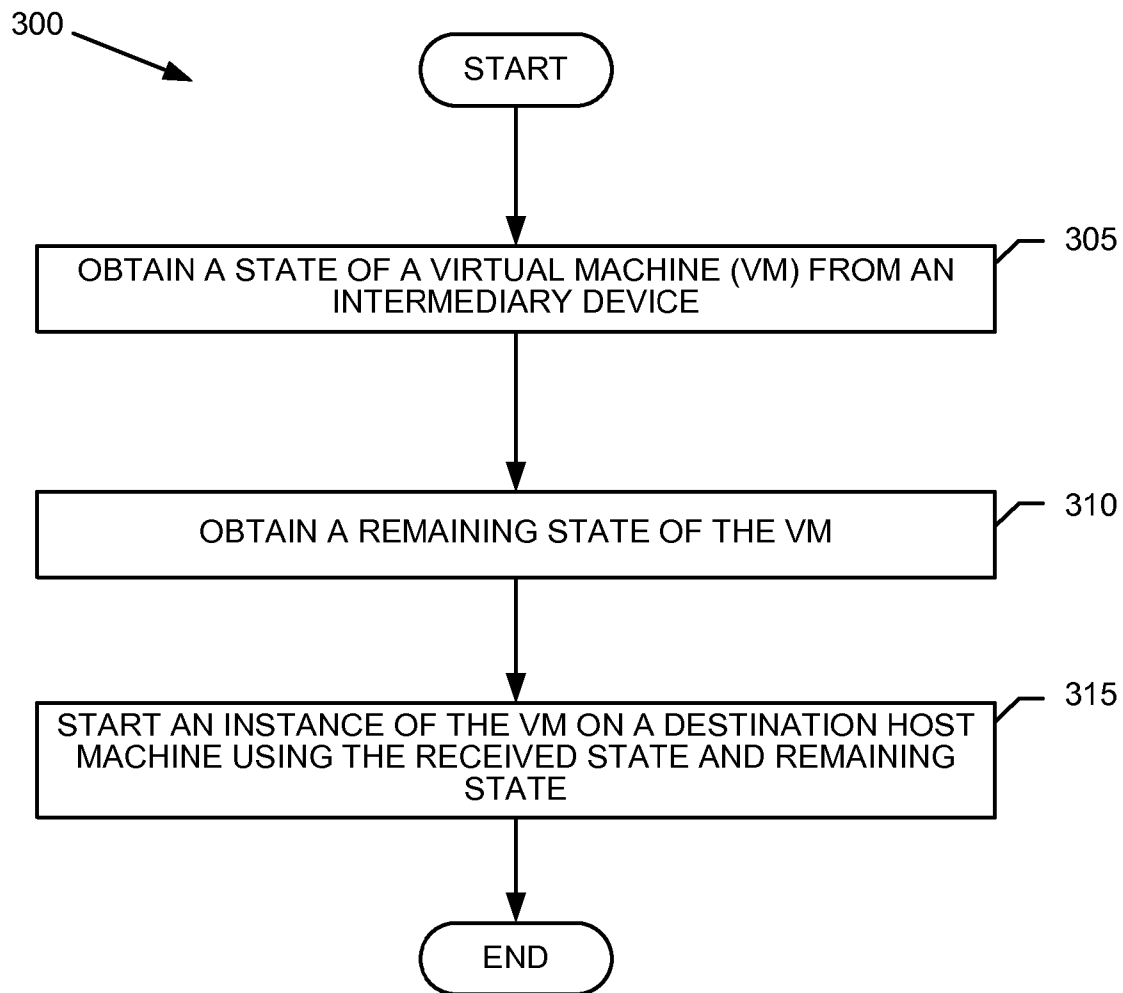 300
START
305
OBTAIN A STATE OF A VIRTUAL MACHINE (VM) FROM AN
INTERMEDIARY DEVICE
310
OBTAIN A REMAINING STATE OF THE VM
315
START AN INSTANCE OF THE VM ON A DESTINATION HOST
MACHINE USING THE RECEIVED STATE AND REMAINING
STATE
END